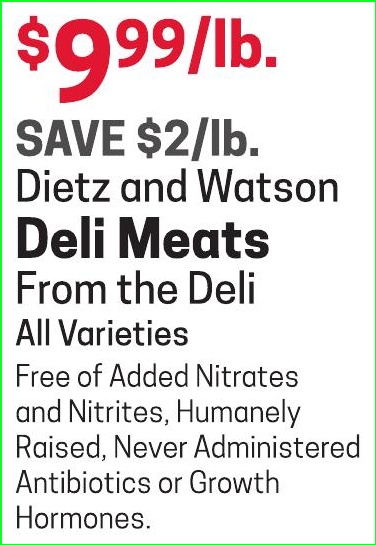 $9.99/lb.
SAVE $2/lb.
Dietz and Watson
Deli Meats
From the Deli
All Varieties
Free of Added Nitrates
and Nitrites, Humanely
Raised, Never Administered
Antibiotics or Growth
Hormones.